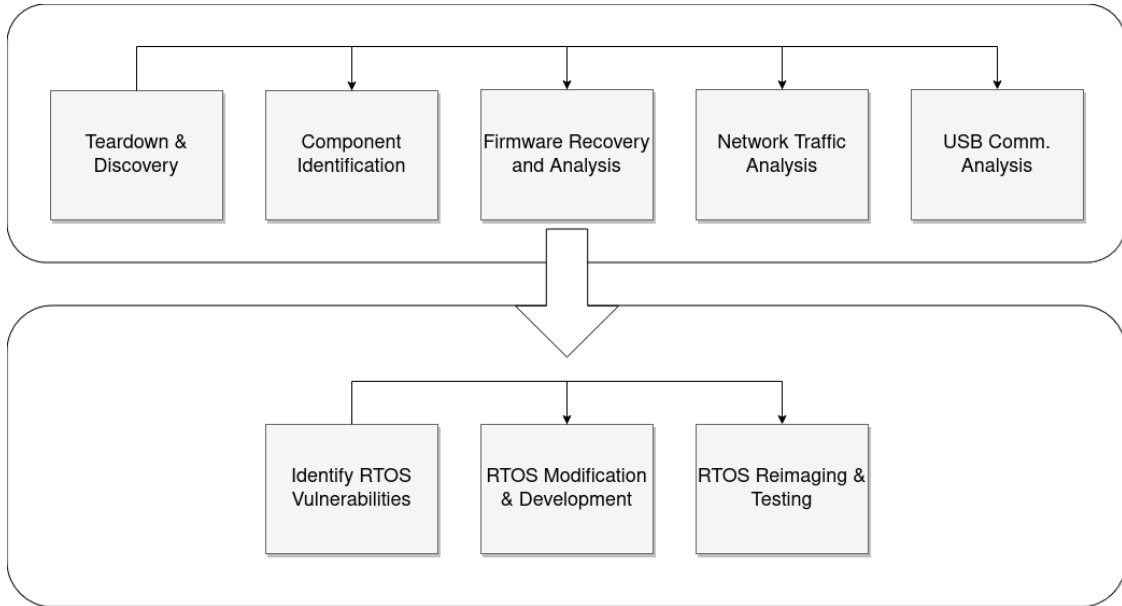 Teardown &
Discovery
Component
Identification
Firmware Recovery
and Analysis
Network Traffic
Analysis
USB Comm.
Analysis
Identify RTOS
Vulnerabilities
RTOS Modification
& Development
RTOS Reimaging &
Testing